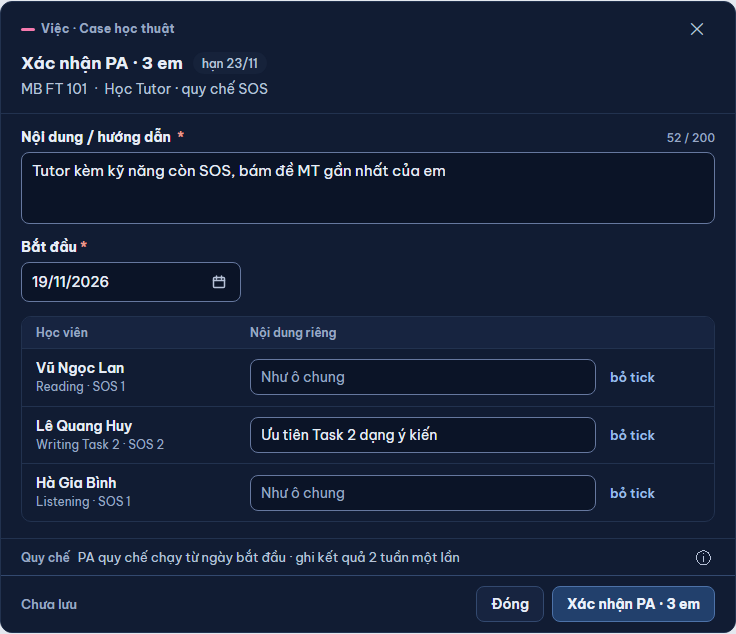 Việc · Case học thuật
Xác nhận PA · 3 em hạn 23/11
MB FT 101 · Học Tutor · quy chế SOS
Nội dung / hướng dẫn * 52 / 200
Tutor kèm kỹ năng còn SOS, bám đề MT gần nhất của em
Bắt đầu *
19/11/2026
Học viên Nội dung riêng
Vũ Ngọc Lan
Reading · SOS 1
Như ô chung bỏ tick
Lê Quang Huy
Writing Task 2 · SOS 2
Ưu tiên Task 2 dạng ý kiến bỏ tick
Hà Gia Bình
Listening · SOS 1
Như ô chung bỏ tick
Quy chế PA quy chế chạy từ ngày bắt đầu · ghi kết quả 2 tuần một lần
Chưa lưu Đóng Xác nhận PA · 3 em